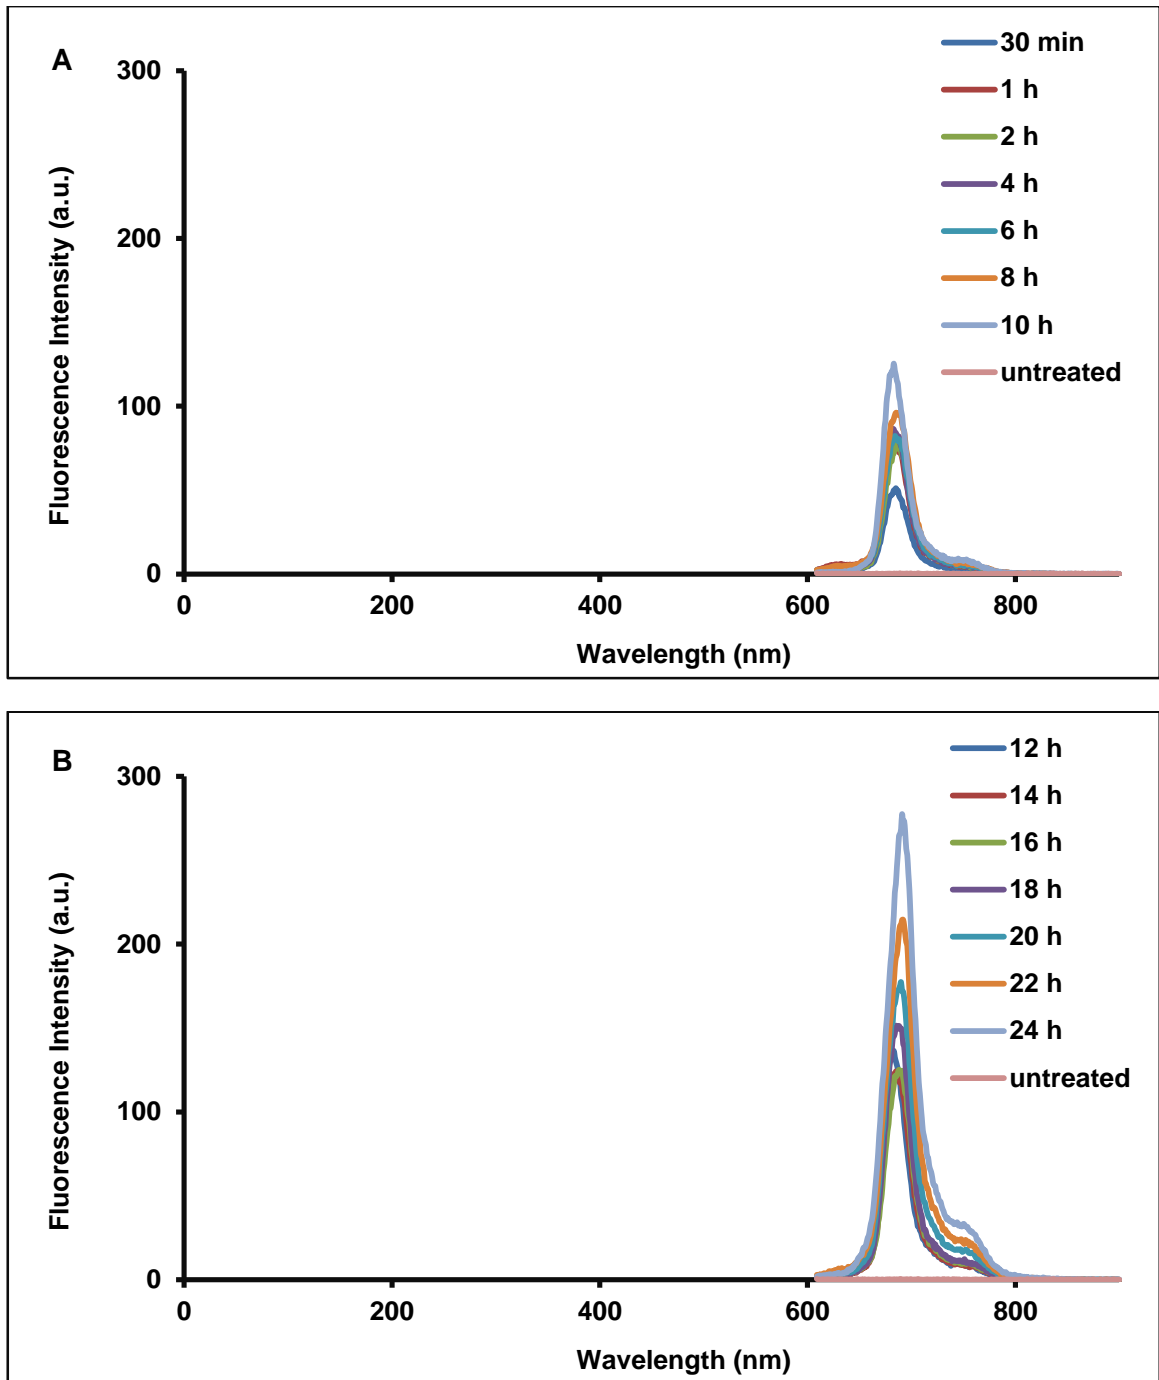 A
30 min
1 h
2 h
4 h
6 h
8 h
10 h
untreated
300
200
100
0
Fluorescence Intensity (a.u.)
0 200 400 600 800
Wavelength (nm)
B
12 h
14 h
16 h
18 h
20 h
22 h
24 h
untreated
300
200
100
0
Fluorescence Intensity (a.u.)
0 200 400 600 800
Wavelength (nm)